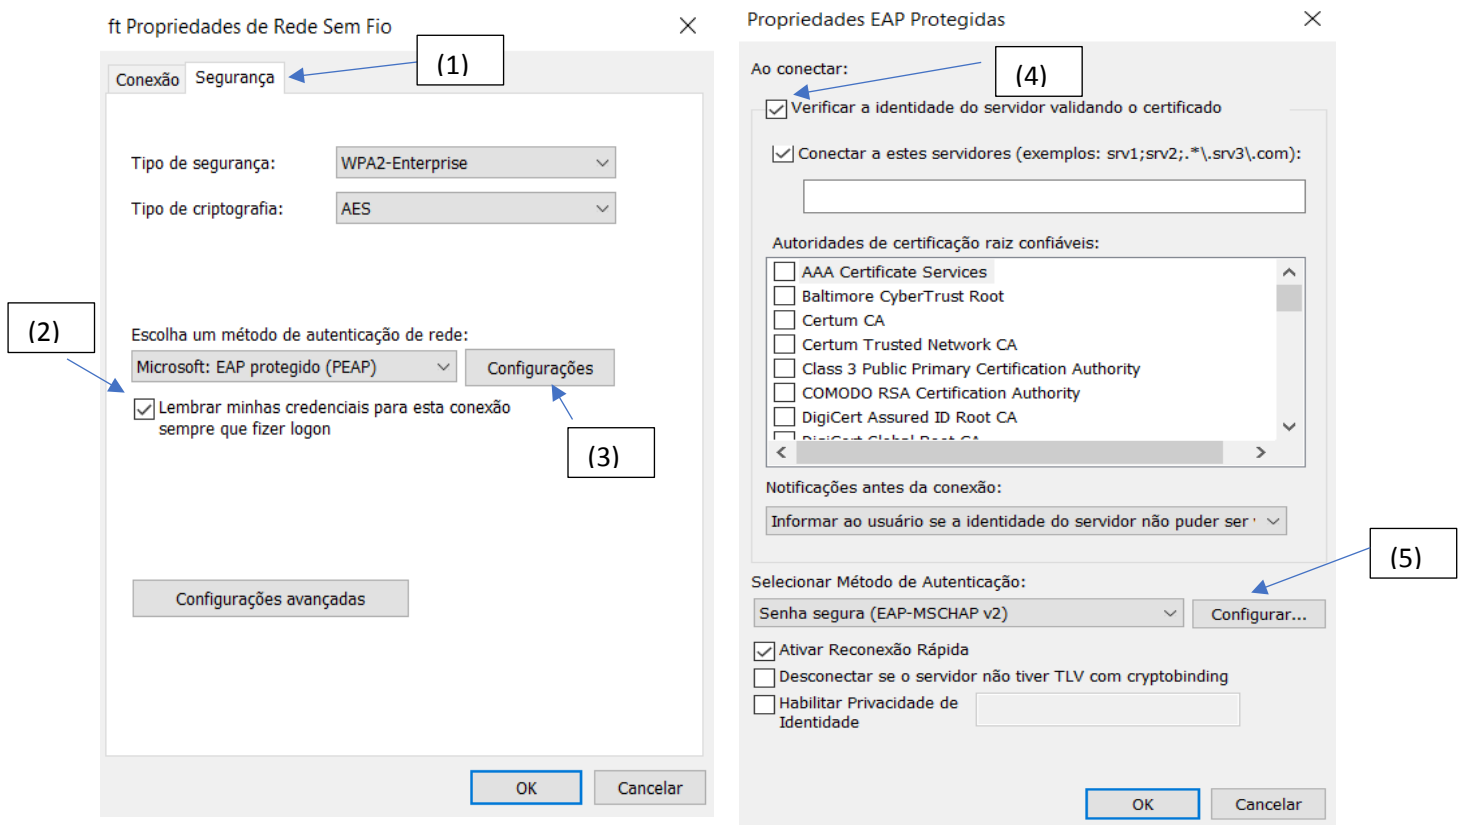 ft Propriedades de Rede Sem Fio
(1)
Conexão
Segurança
Tipo de segurança:
WPA2-Enterprise
Tipo de criptografia:
AES
(2)
Escolha um método de autenticação de rede:
Microsoft: EAP protegido (PEAP)
Configurações
Lembrar minhas credenciais para esta conexão
sempre que fizer logon
(3)
Configurações avançadas
OK
Cancelar
Propriedades EAP Protegidas
Ao conectar:
(4)
Verificar a identidade do servidor validando o certificado
Conectar a estes servidores (exemplos: srv1;srv2;.*\.srv3\.com):
Autoridades de certificação raiz confiáveis:
AAA Certificate Services
Baltimore CyberTrust Root
Certum CA
Certum Trusted Network CA
Class 3 Public Primary Certification Authority
COMODO RSA Certification Authority
DigiCert Assured ID Root CA
DigiCert Global Root CA
Notificações antes da conexão:
Informar ao usuário se a identidade do servidor não puder ser
(5)
Selecionar Método de Autenticação:
Senha segura (EAP-MSCHAP v2)
Configurar...
Ativar Reconexão Rápida
Desconectar se o servidor não tiver TLV com cryptobinding
Habilitar Privacidade de
Identidade
OK
Cancelar